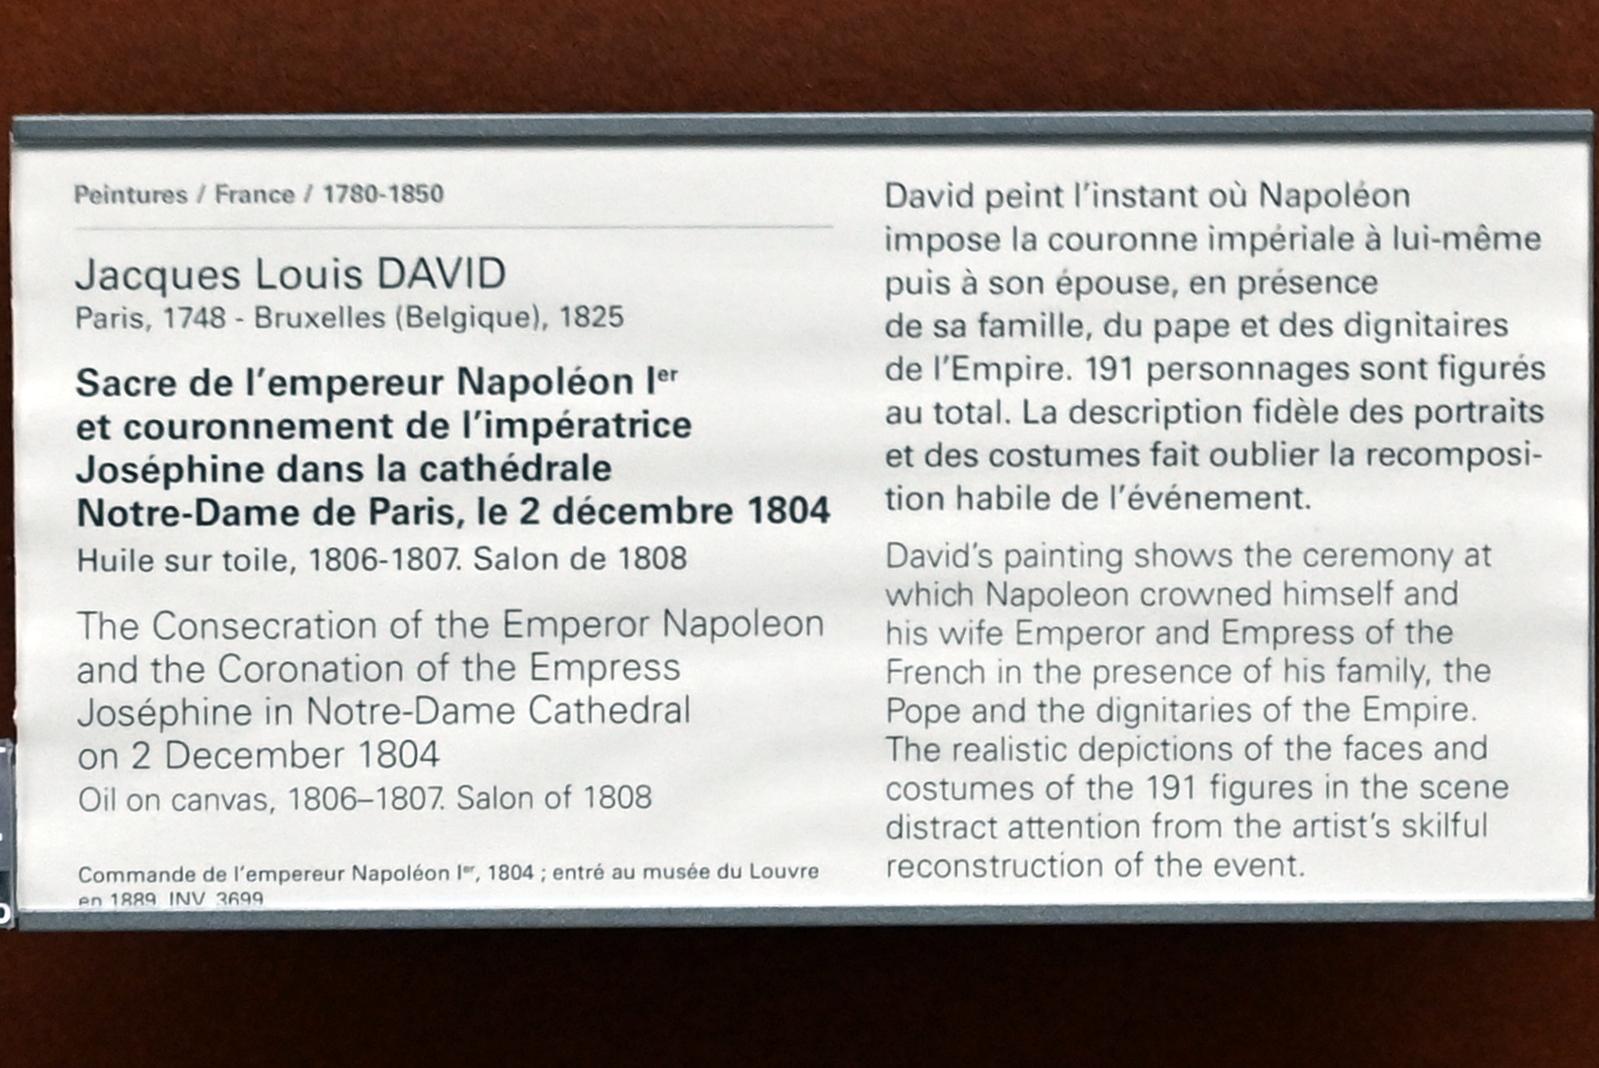 Peintures / France / 1780-1850
Jacques Louis DAVID
Paris, 1748 - Bruxelles (Belgique), 1825
Sacre de l'empereur Napoléon Ier
et couronnement de l'impératrice
Joséphine dans la cathédrale
Notre-Dame de Paris, le 2 décembre 1804
Huile sur toile, 1806-1807. Salon de 1808
The Consecration of the Emperor Napoleon
and the Coronation of the Empress
Joséphine in Notre-Dame Cathedral
on 2 December 1804
Oil on canvas, 1806–1807. Salon of 1808
Commande de l'empereur Napoléon Ier, 1804 ; entré au musée du Louvre
en 1889 INV 3699
David peint l'instant où Napoléon
impose la couronne impériale à lui-même
puis à son épouse, en présence
de sa famille, du pape et des dignitaires
de l'Empire. 191 personnages sont figurés
au total. La description fidèle des portraits
et des costumes fait oublier la recomposi-
tion habile de l'événement.
David's painting shows the ceremony at
which Napoleon crowned himself and
his wife Emperor and Empress of the
French in the presence of his family, the
Pope and the dignitaries of the Empire.
The realistic depictions of the faces and
costumes of the 191 figures in the scene
distract attention from the artist's skilful
reconstruction of the event.